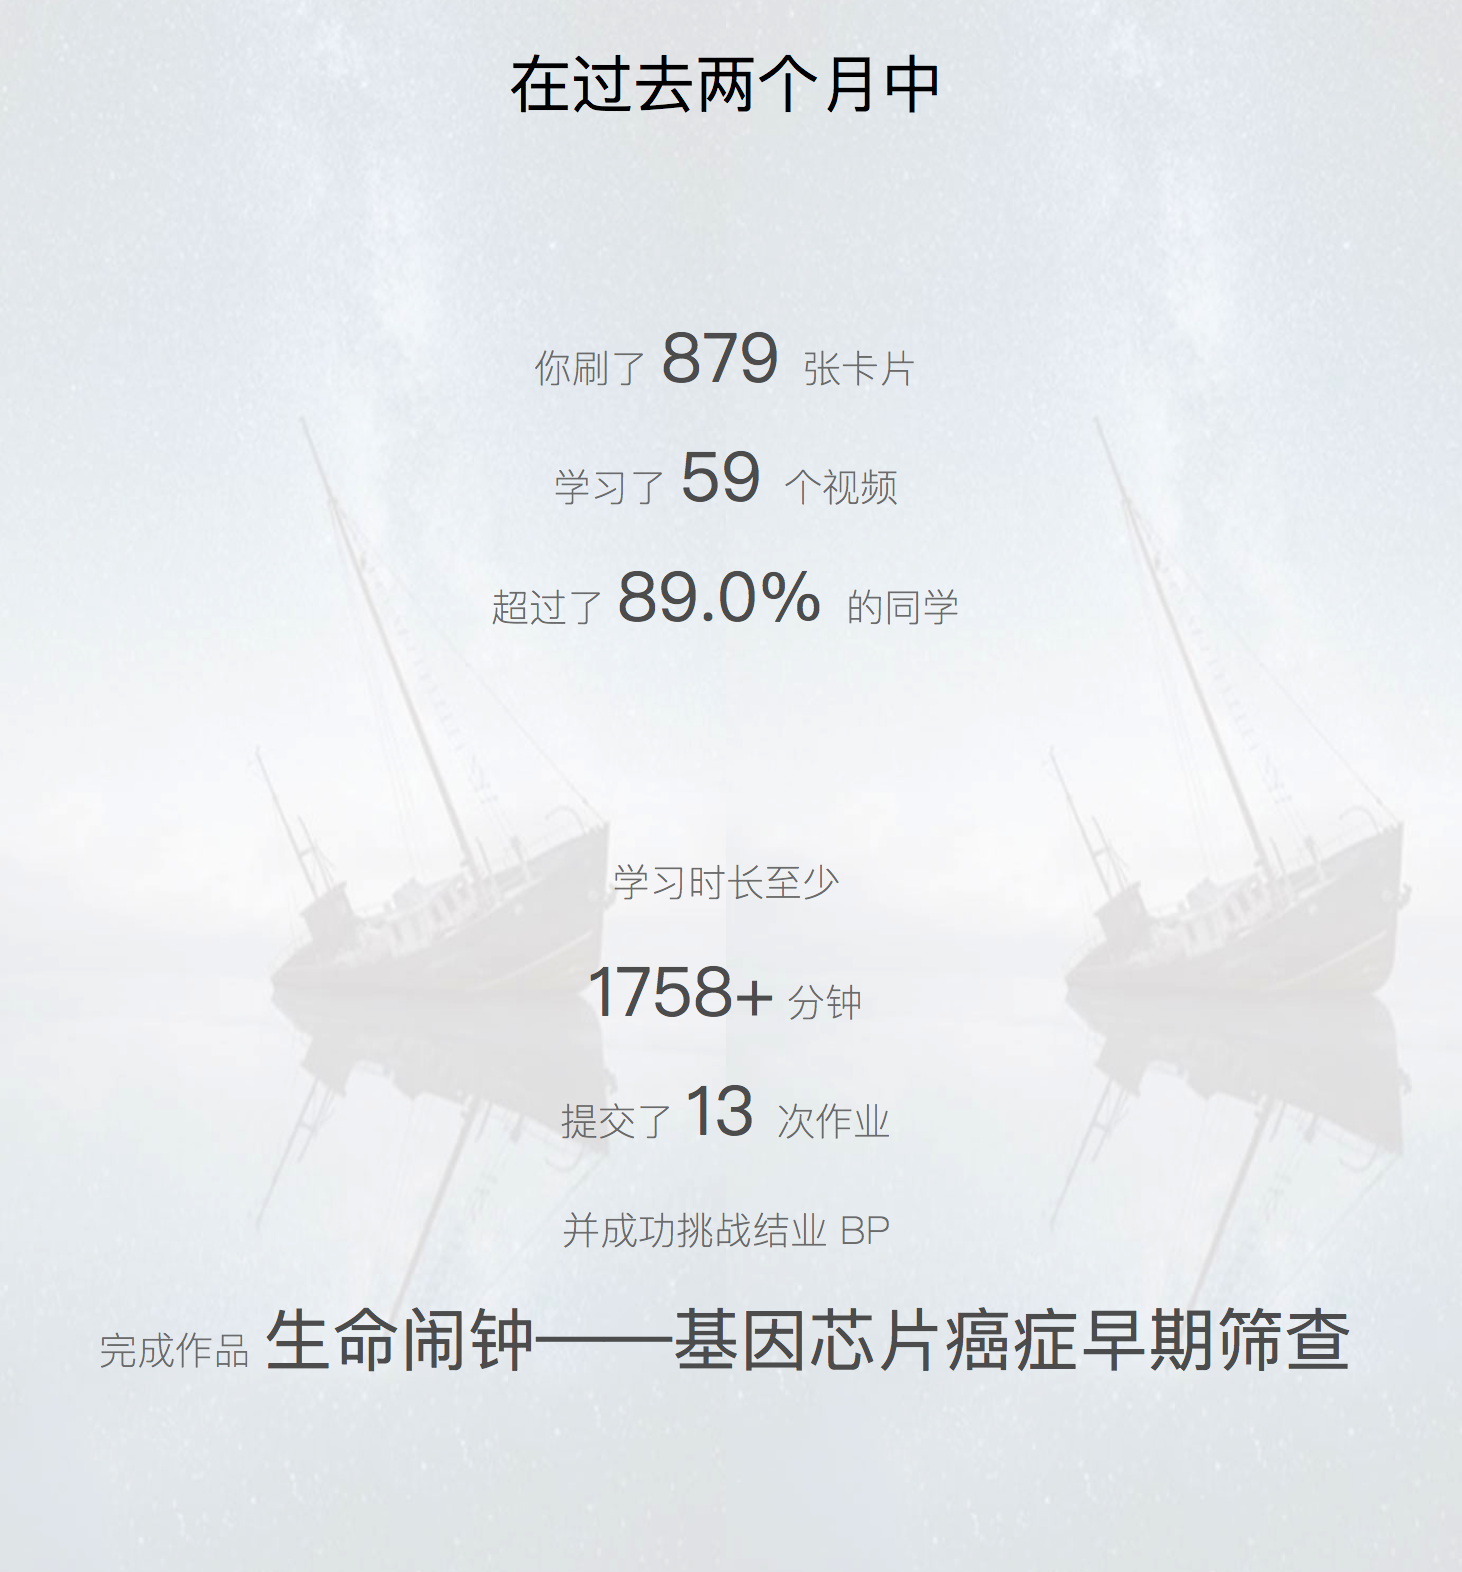 在过去两个月中
你刷了 879 张卡片
学习了 59 个视频
超过了 89.0% 的同学
学习时长至少
1758+ 分钟
提交了 13 次作业
并成功挑战结业 BP
完成作品 生命闹钟——基因芯片癌症早期筛查